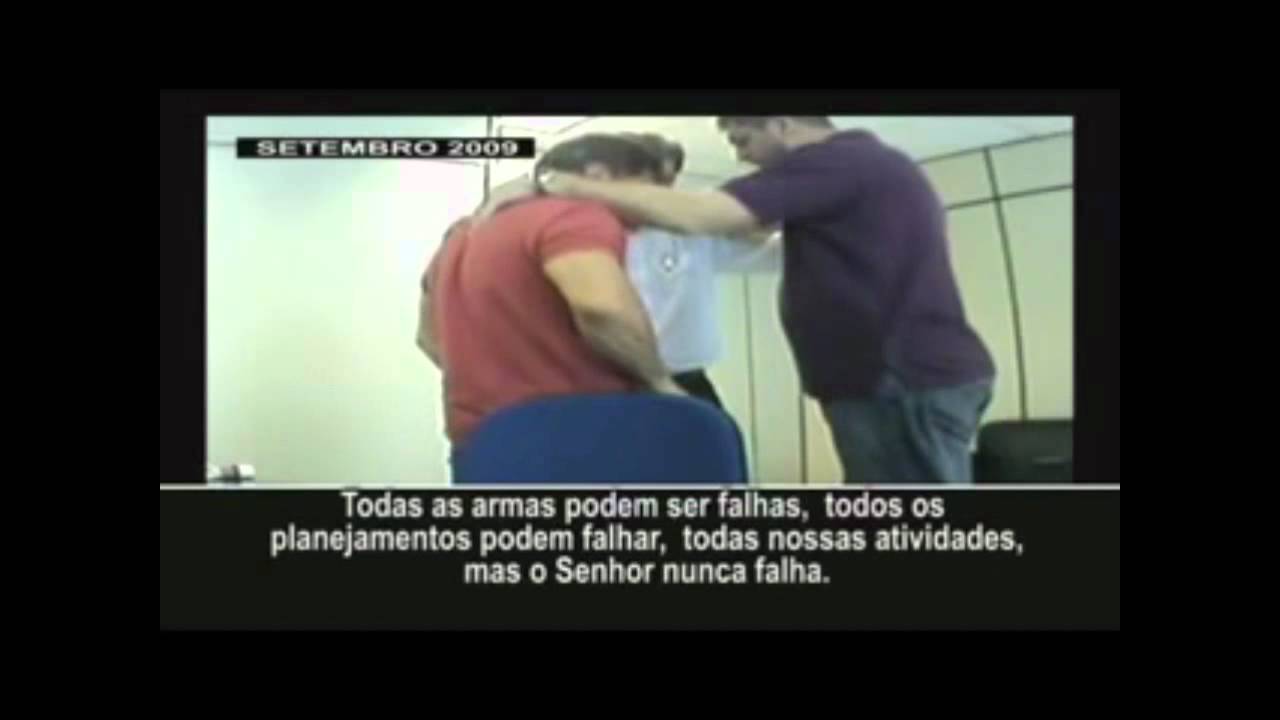 SETEMBRO 2009
Todas as armas podem ser falhas, todos os
planejamentos podem falhar, todas nossas atividades,
mas o Senhor nunca falha.